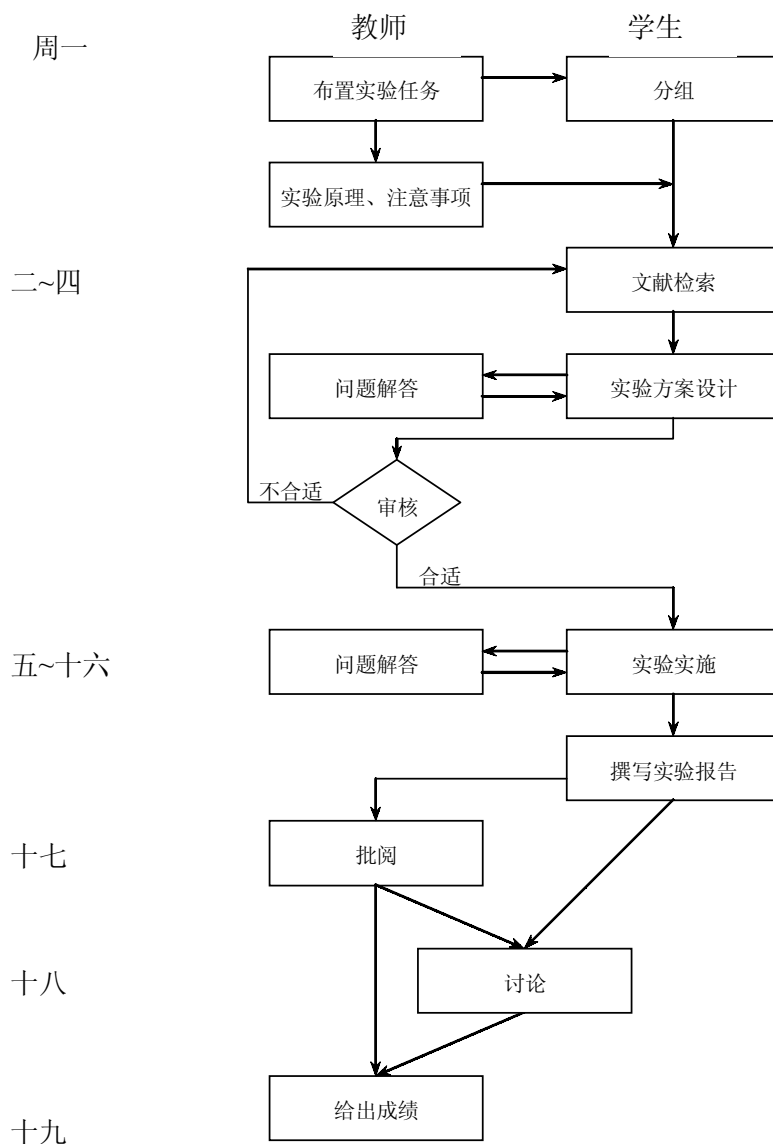 教师 学生
周一
布置实验任务 分组
实验原理、注意事项
二~四 文献检索
问题解答 实验方案设计
不合适 审核
合适
五~十六 问题解答 实验实施
撰写实验报告
十七 批阅
十八 讨论
给出成绩
十九